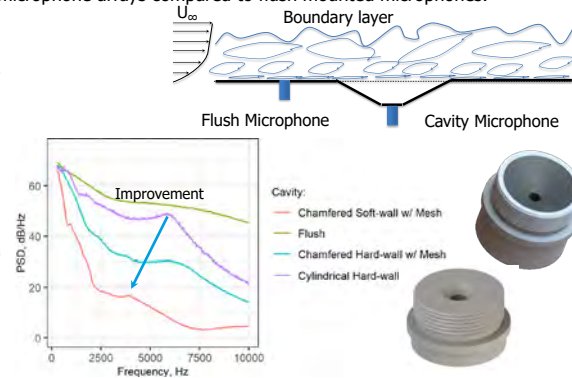 microphone arrays compared to flush mounted microphones.
U∞
Boundary layer
Flush Microphone
Cavity Microphone
Improvement
PSD, dB/Hz
60
40
20
0
0
2500
5000
7500
10000
Frequency, Hz
Cavity:
Chamfered Soft-wall w/ Mesh
Flush
Chamfered Hard-wall w/ Mesh
Cylindrical Hard-wall